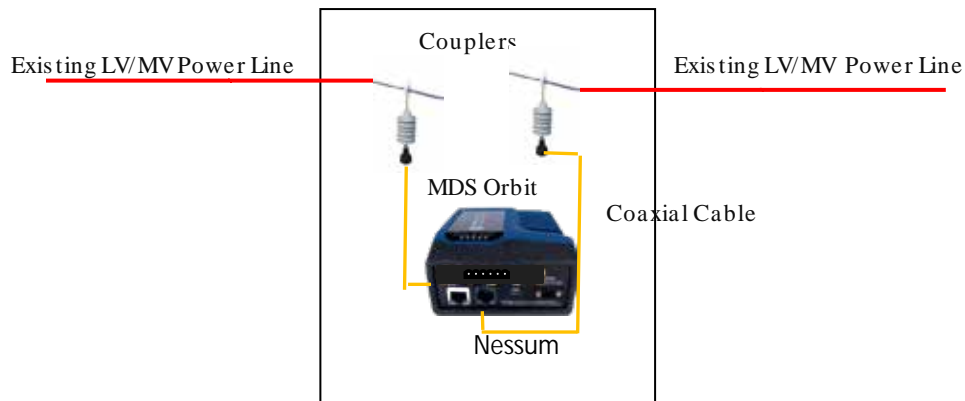 Couplers
Existing LV/MV Power Line
Existing LV/MV Power Line
MDS Orbit
Coaxial Cable
Nessum